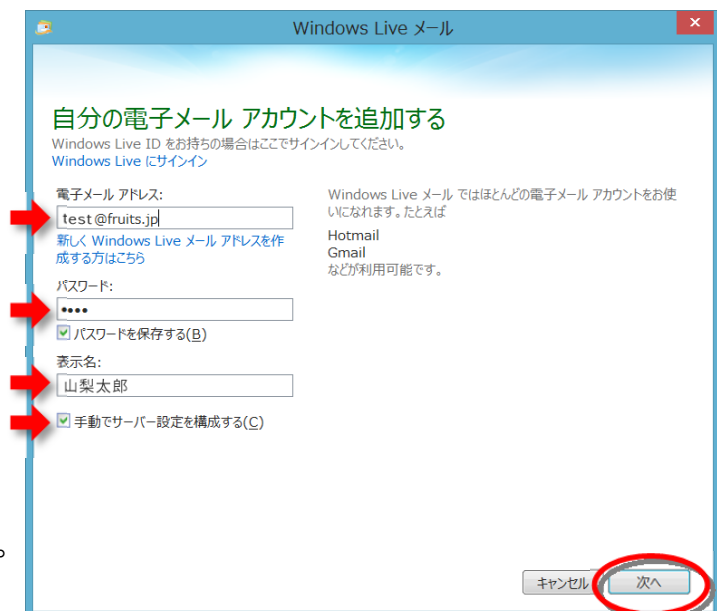 Windows Live メール
自分の電子メール アカウントを追加する
Windows Live ID をお持ちの場合はここでサインインしてください。
Windows Live にサインイン
電子メール アドレス:
test@fruits.jp
新しく Windows Live メール アドレスを作
成する方はこちら
パスワード:
••••
パスワードを保存する(B)
表示名:
山梨太郎
手動でサーバー設定を構成する(C)
Windows Live メール ではほとんどの電子メール アカウントをお使
いになれます。たとえば
Hotmail
Gmail
などが利用可能です。
。
キャンセル
次へ